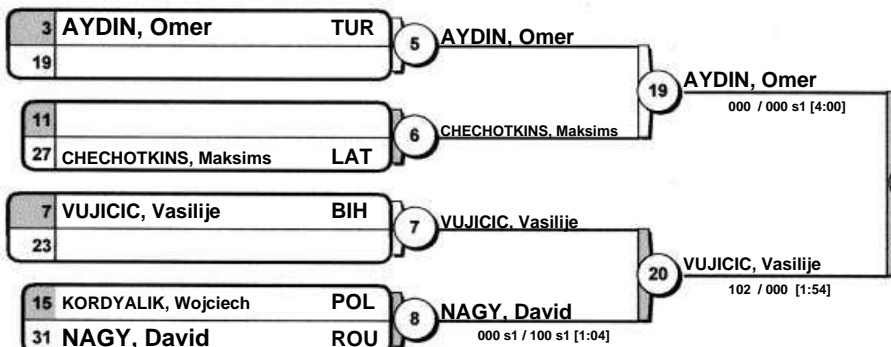 3 AYDIN, Omer TUR
19
5 AYDIN, Omer
19 AYDIN, Omer
000 / 000 s1 [4:00]
11
27 CHECHOTKINS, Maksims LAT
6 CHECHOTKINS, Maksims
7 VUJICIC, Vasilije BIH
23
7 VUJICIC, Vasilije
20 VUJICIC, Vasilije
102 / 000 [1:54]
15 KORDYALIK, Wojciech POL
31 NAGY, David ROU
8 NAGY, David
000 s1 / 100 s1 [1:04]